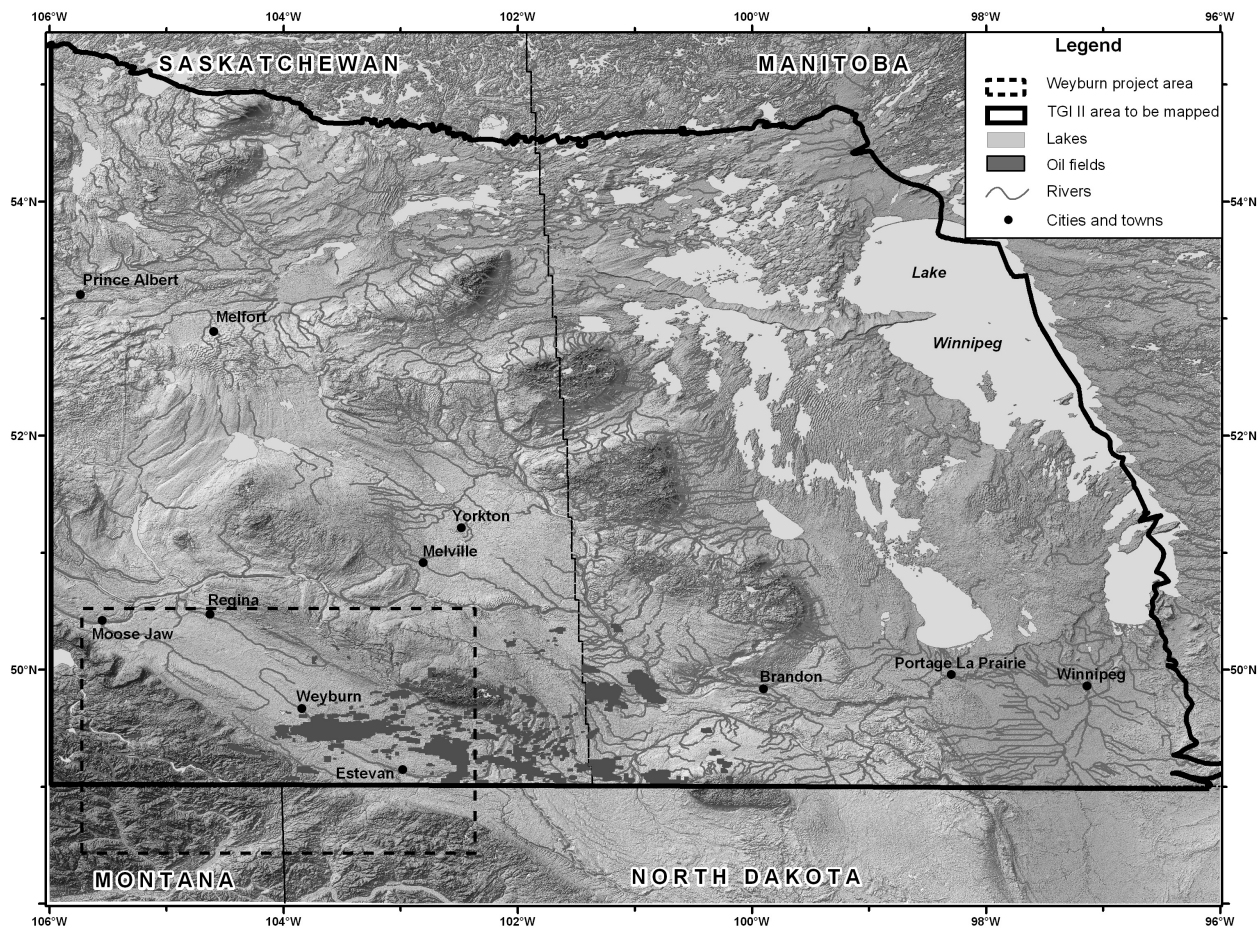 106°W 104°W 102°W 100°W 98°W 96°W
SASKATCHEWAN
MANITOBA
Legend
Weyburn project area
TGI II area to be mapped
Lakes
Oil fields
Rivers
Cities and towns
54°N
54°N
Prince Albert
Lake
Melfort
Winnipeg
52°N
52°N
Yorkton
Melville
Regina
Moose Jaw
50°N
50°N
Portage La Prairie
Brandon
Winnipeg
Weyburn
Estevan
MONTANA
NORTH DAKOTA
106°W 104°W 102°W 100°W 98°W 96°W